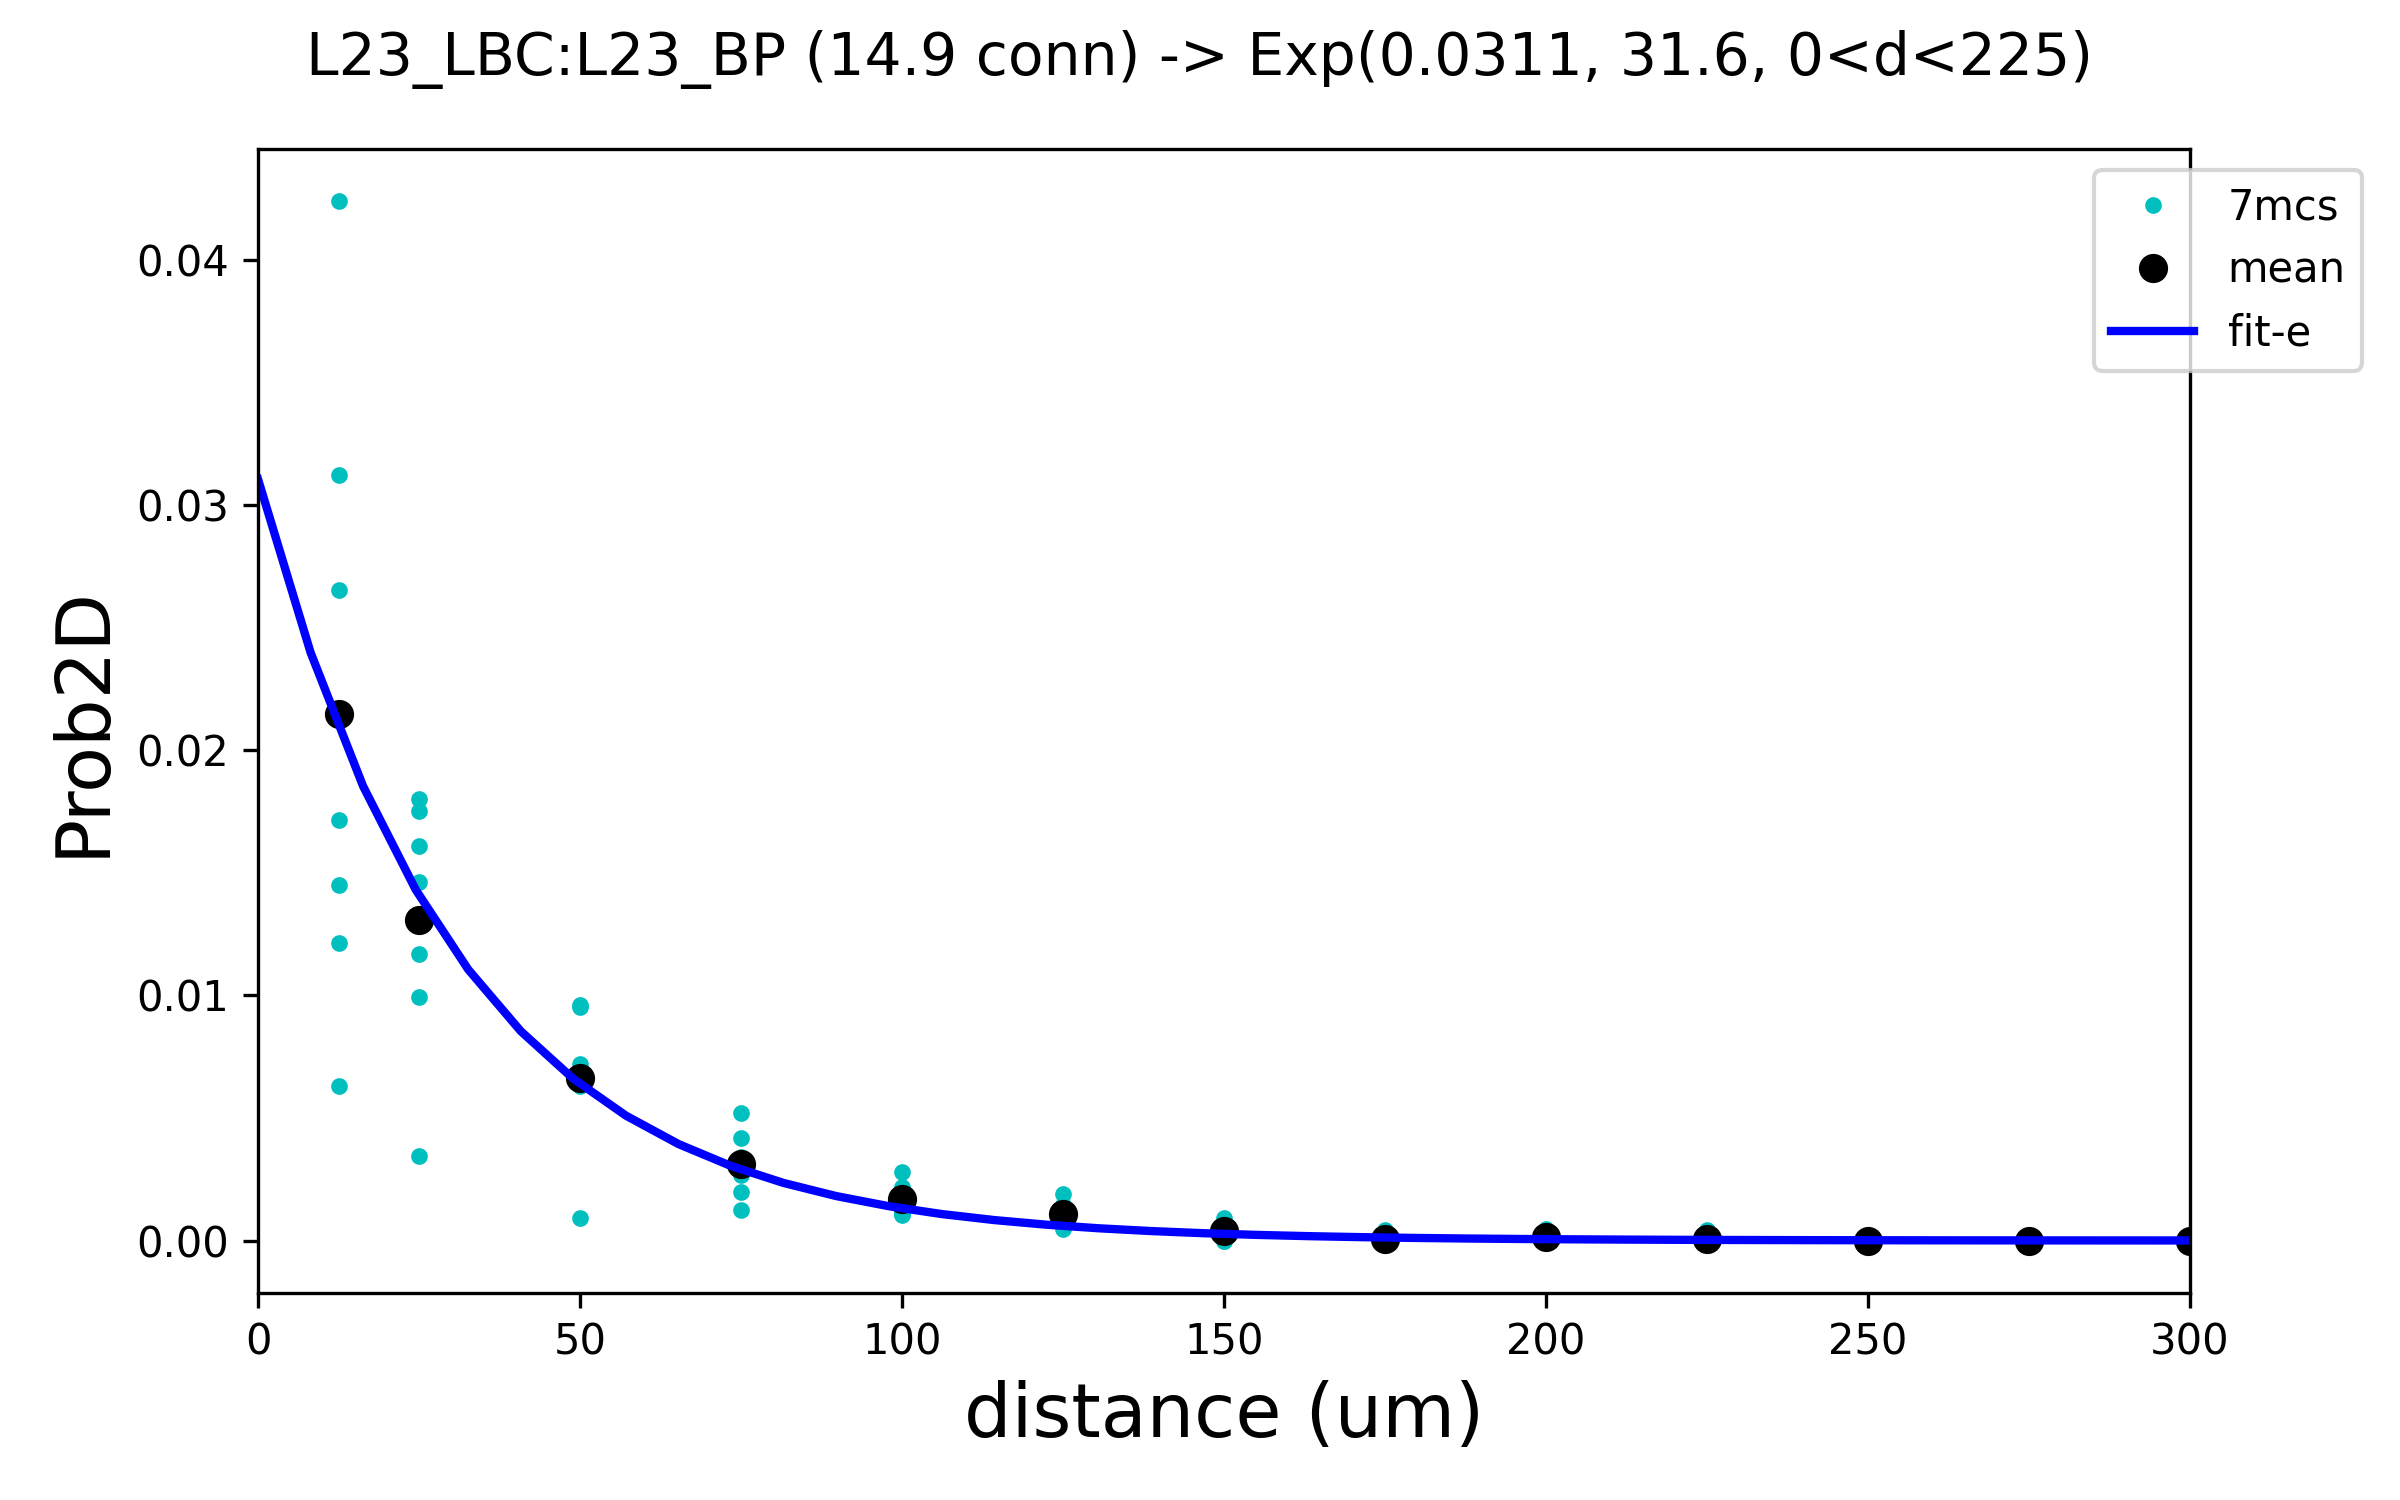 L23_LBC:L23_BP (14.9 conn) -> Exp(0.0311, 31.6, 0<d<225)
7mcs
mean
fit-e
0.04
0.03
0.02
0.01
0.00
Prob2D
0 50 100 150 200 250 300
distance (um)